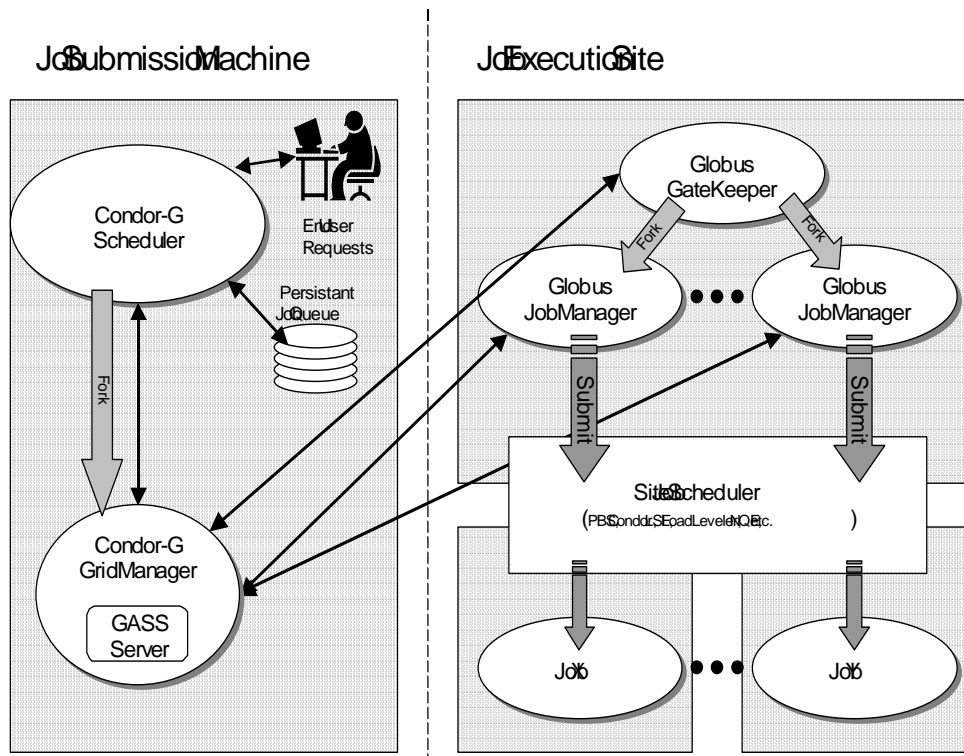 Job Submission Machine
Job Execution Site
Condor-G
Scheduler
End User
Requests
Persistant
Job Queue
Fork
Condor-G
GridManager
GASS
Server
Globus
GateKeeper
Fork
Fork
Globus
JobManager
Globus
JobManager
Submit
Submit
Site Job Scheduler
(PBS, Condor, LSF, LoadLeveler, NQE, etc. )
Job X
Job Y